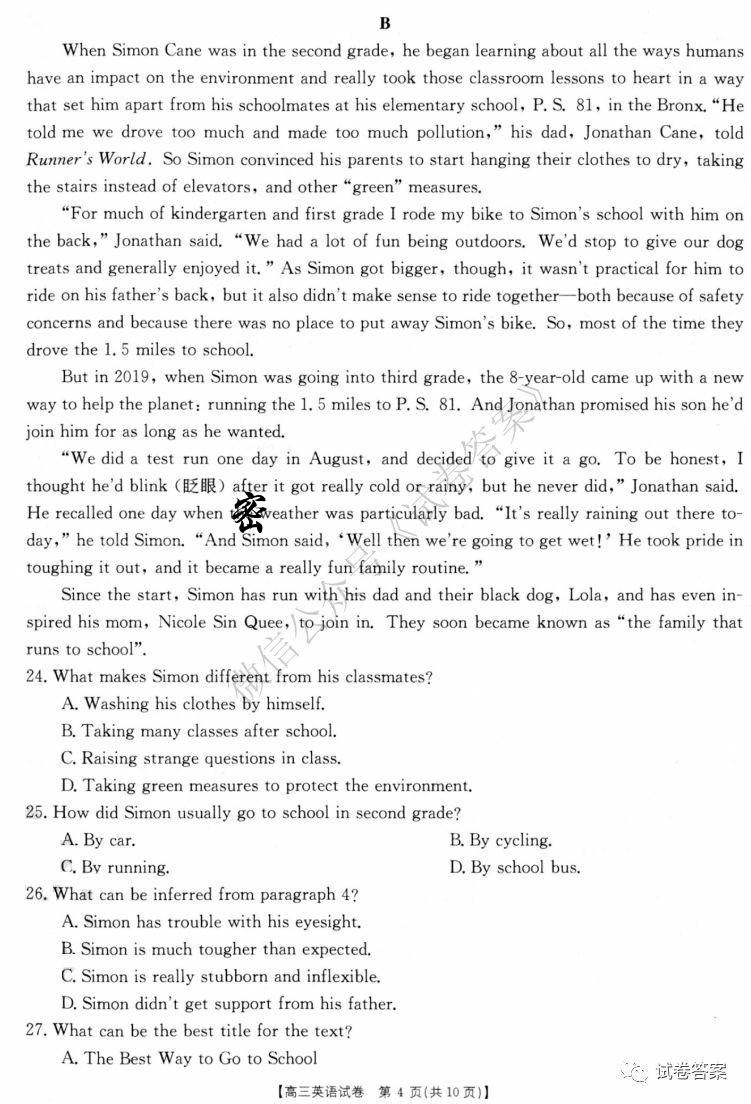 B
When Simon Cane was in the second grade, he began learning about all the ways humans
have an impact on the environment and really took those classroom lessons to heart in a way
that set him apart from his schoolmates at his elementary school, P. S. 81, in the Bronx. “He
told me we drove too much and made too much pollution,” his dad, Jonathan Cane, told
Runner’s World. So Simon convinced his parents to start hanging their clothes to dry, taking
the stairs instead of elevators, and other “green” measures.
“For much of kindergarten and first grade I rode my bike to Simon’s school with him on
the back,” Jonathan said. “We had a lot of fun being outdoors. We’d stop to give our dog
treats and generally enjoyed it.” As Simon got bigger, though, it wasn’t practical for him to
ride on his father’s back, but it also didn’t make sense to ride together—both because of safety
concerns and because there was no place to put away Simon’s bike. So, most of the time they
drove the 1. 5 miles to school.
But in 2019, when Simon was going into third grade, the 8-year-old came up with a new
way to help the planet: running the 1. 5 miles to P. S. 81. And Jonathan promised his son he’d
join him for as long as he wanted.
“We did a test run one day in August, and decided to give it a go. To be honest, I
thought he’d blink (眨眼) after it got really cold or rainy, but he never did,” Jonathan said.
He recalled one day when weather was particularly bad. “It’s really raining out there to-
day,” he told Simon. “And Simon said, ‘Well then we’re going to get wet!’ He took pride in
toughing it out, and it became a really fun family routine.”
Since the start, Simon has run with his dad and their black dog, Lola, and has even in-
spired his mom, Nicole Sin Quee, to join in. They soon became known as “the family that
runs to school”.
24. What makes Simon different from his classmates?
A. Washing his clothes by himself.
B. Taking many classes after school.
C. Raising strange questions in class.
D. Taking green measures to protect the environment.
25. How did Simon usually go to school in second grade?
A. By car. B. By cycling.
C. By running. D. By school bus.
26. What can be inferred from paragraph 4?
A. Simon has trouble with his eyesight.
B. Simon is much tougher than expected.
C. Simon is really stubborn and inflexible.
D. Simon didn’t get support from his father.
27. What can be the best title for the text?
A. The Best Way to Go to School
【高三英语试卷 第 4 页(共 10 页)】
密
微信公众号《试卷答案》
试卷答案